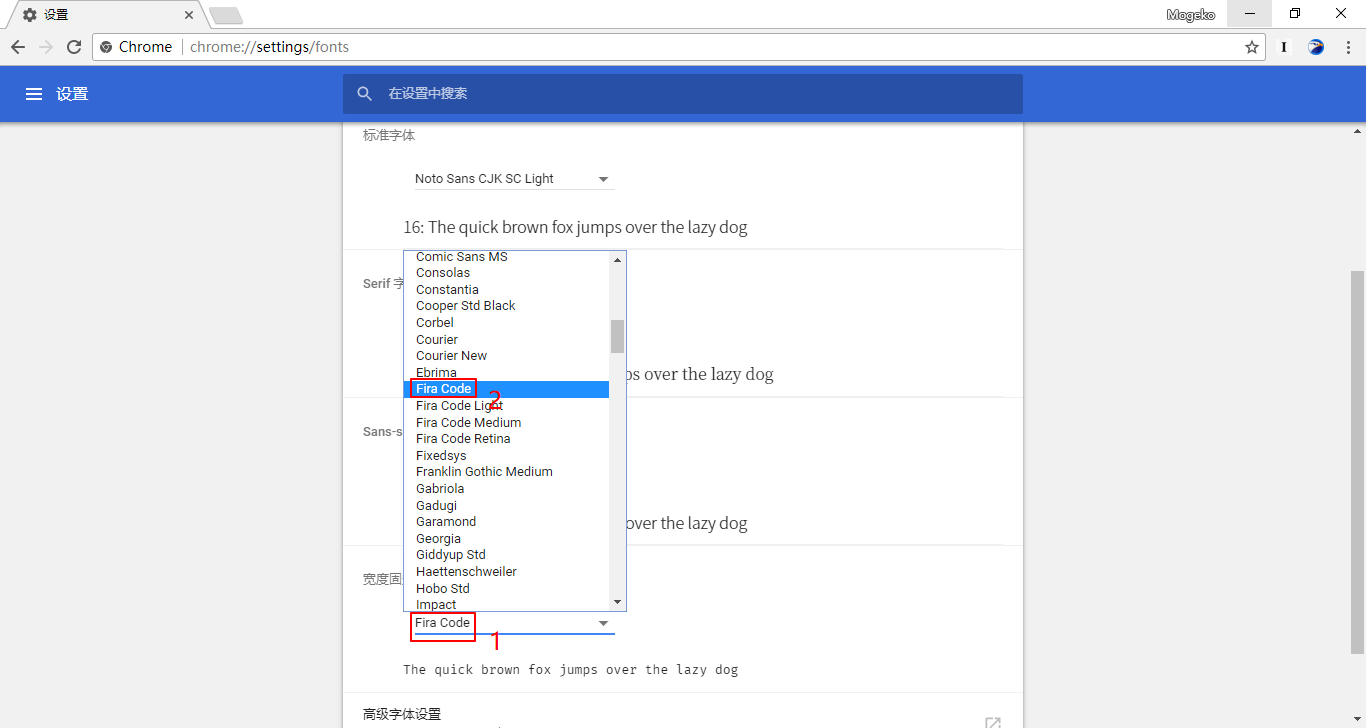 设置
Mogeko
Chrome chrome://settings/fonts
设置
在设置中搜索
标准字体
Noto Sans CJK SC Light
16: The quick brown fox jumps over the lazy dog
Serif 字
Comic Sans MS
Consolas
Constantia
Cooper Std Black
Corbel
Courier
Courier New
Ebrima
ps over the lazy dog
Fira Code
2
Fira Code Light
Fira Code Medium
Sans-s
Fira Code Retina
Fixedsys
Franklin Gothic Medium
Gabriola
Gadugi
Garamond
over the lazy dog
Georgia
Giddyup Std
Haettenschweiler
宽度固
Hobo Std
Impact
Fira Code
1
The quick brown fox jumps over the lazy dog
高级字体设置